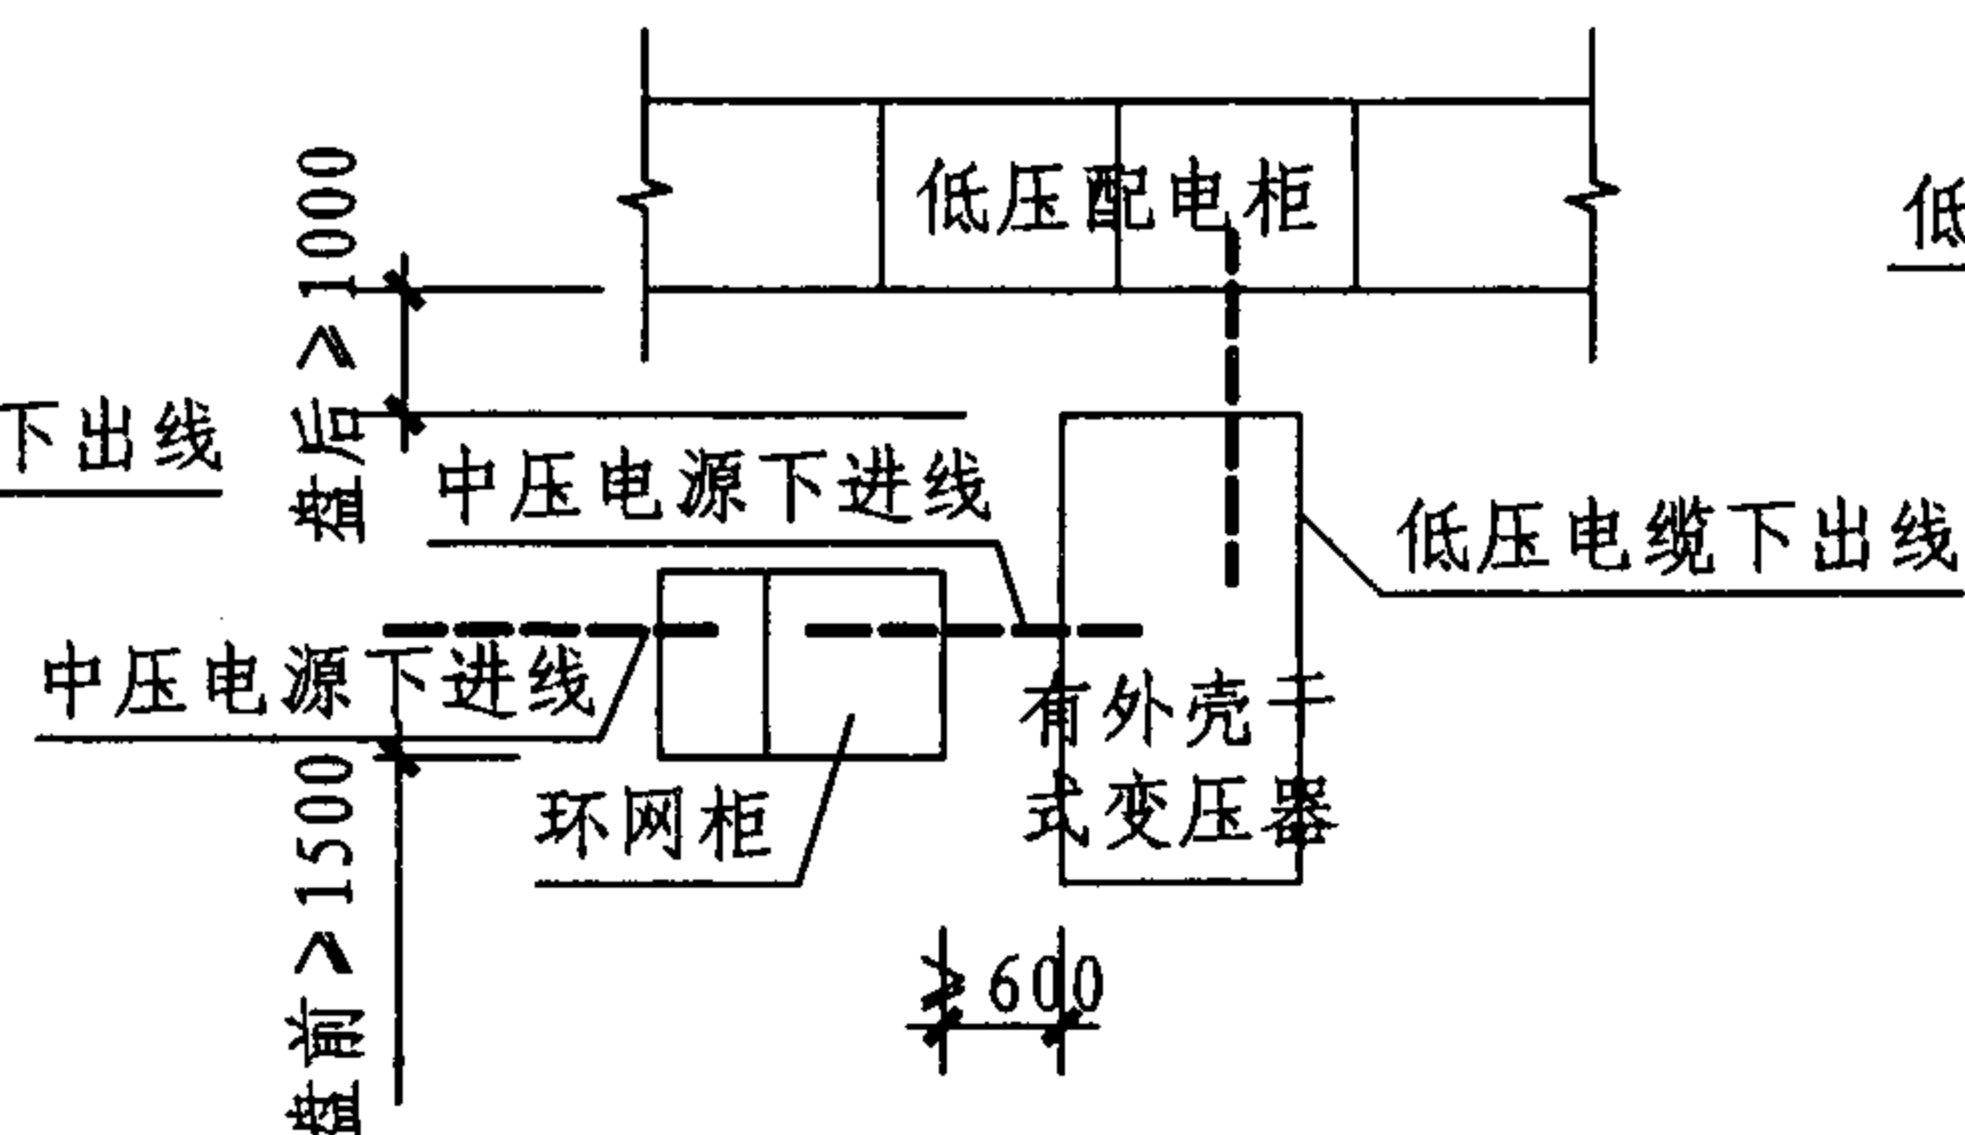 低压配电柜
低
盘后≥1000
下出线
中压电源下进线
低压电缆下出线
中压电源下进线
有外壳干
式变压器
环网柜
盘前≥1500
≥600